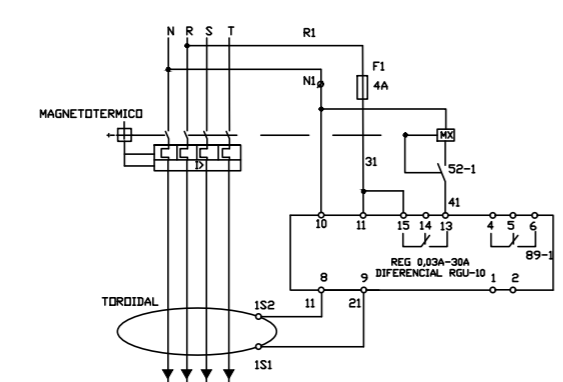 N R S T
R1
F1
4A
N1
MAGNETOTERMICO
MX
I>
31
52-1
41
10 11 15 14 13 4 5 6
89-1
REG 0,03A-30A
DIFERENCIAL RGU-10
8 9 1 2
11 21
TOROIDAL
1S2
1S1